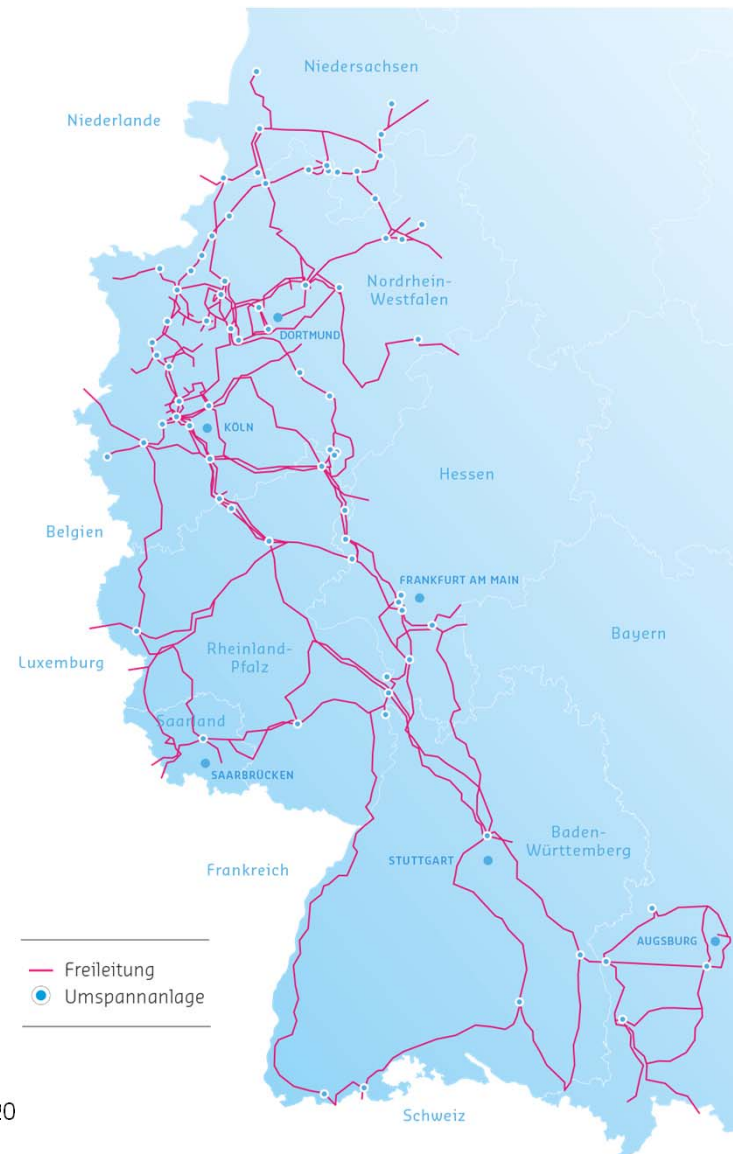 Niedersachsen
Niederlande
Nordrhein-
Westfalen
DORTMUND
KÖLN
Hessen
Belgien
FRANKFURT AM MAIN
Bayern
Rheinland-
Pfalz
Luxemburg
Saarland
SAARBRÜCKEN
Baden-
Württemberg
STUTTGART
Frankreich
AUGSBURG
Freileitung
Umspannanlage
Schweiz